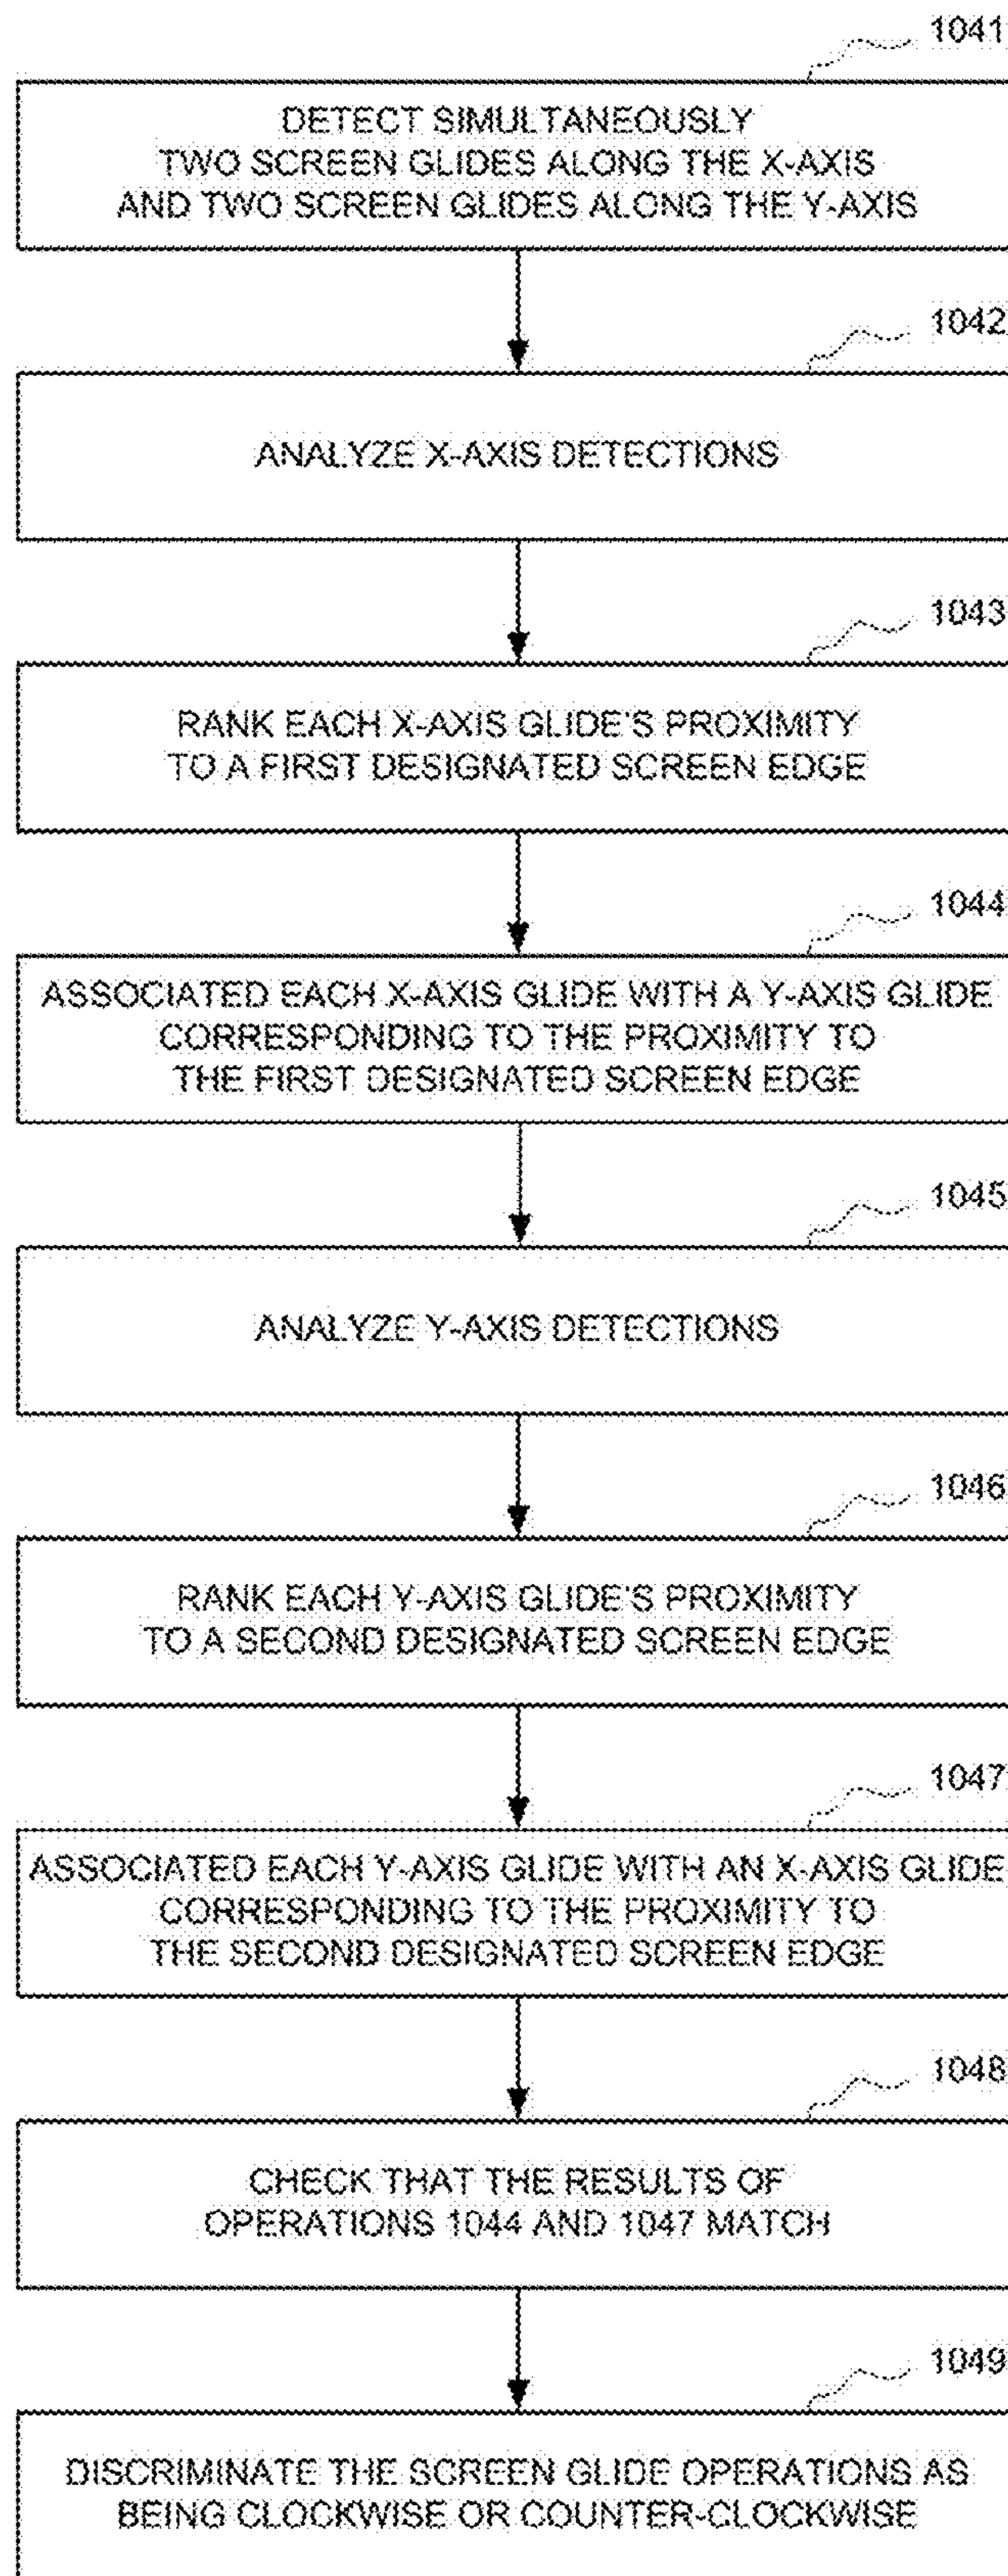 1041
DETECT SIMULTANEOUSLY
TWO SCREEN GLIDES ALONG THE X-AXIS
AND TWO SCREEN GLIDES ALONG THE Y-AXIS
1042
ANALYZE X-AXIS DETECTIONS
1043
RANK EACH X-AXIS GLIDE'S PROXIMITY
TO A FIRST DESIGNATED SCREEN EDGE
1044
ASSOCIATED EACH X-AXIS GLIDE WITH A Y-AXIS GLIDE
CORRESPONDING TO THE PROXIMITY TO
THE FIRST DESIGNATED SCREEN EDGE
1045
ANALYZE Y-AXIS DETECTIONS
1046
RANK EACH Y-AXIS GLIDE'S PROXIMITY
TO A SECOND DESIGNATED SCREEN EDGE
1047
ASSOCIATED EACH Y-AXIS GLIDE WITH AN X-AXIS GLIDE
CORRESPONDING TO THE PROXIMITY TO
THE SECOND DESIGNATED SCREEN EDGE
1048
CHECK THAT THE RESULTS OF
OPERATIONS 1044 AND 1047 MATCH
1049
DISCRIMINATE THE SCREEN GLIDE OPERATIONS AS
BEING CLOCKWISE OR COUNTER-CLOCKWISE